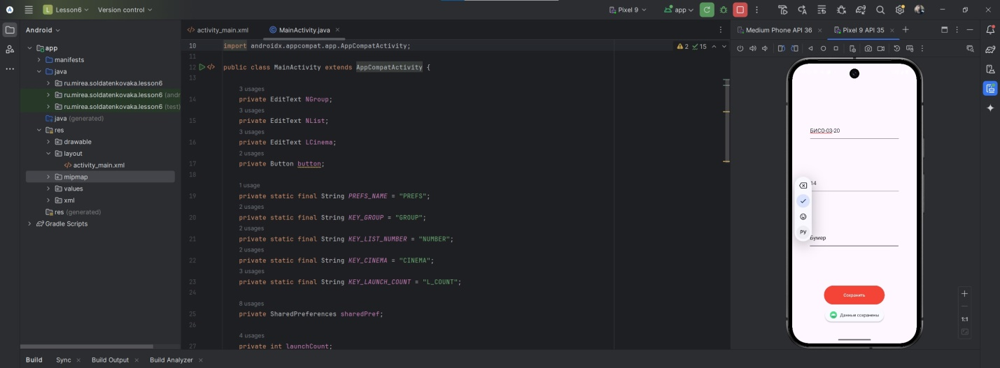 L Lesson6 Version control Pixel 9 app
Android
activity_main.xml MainActivity.java
Medium Phone API 36 Pixel 9 API 35
app
manifests
java
ru.mirea.soldatenkovaka.lesson6
ru.mirea.soldatenkovaka.lesson6 (andr
ru.mirea.soldatenkovaka.lesson6 (test)
java (generated)
res
drawable
layout
activity_main.xml
mipmap
values
xml
res (generated)
Gradle Scripts
2 15
10 import androidx.appcompat.app.AppCompatActivity;
11
12 public class MainActivity extends AppCompatActivity {
13
3 usages
14 private EditText NGroup;
3 usages
15 private EditText NList;
3 usages
16 private EditText LCinema;
2 usages
17 private Button button;
18
1 usage
19 private static final String PREFS_NAME = "PREFS";
2 usages
20 private static final String KEY_GROUP = "GROUP";
2 usages
21 private static final String KEY_LIST_NUMBER = "NUMBER";
2 usages
22 private static final String KEY_CINEMA = "CINEMA";
3 usages
23 private static final String KEY_LAUNCH_COUNT = "L_COUNT";
24
8 usages
25 private SharedPreferences sharedPref;
26
4 usages
27 private int launchCount;
БИСО-03-20
14
РУ
Бумер
Сохранить
Данные сохранены
1:1
Build Sync Build Output Build Analyzer